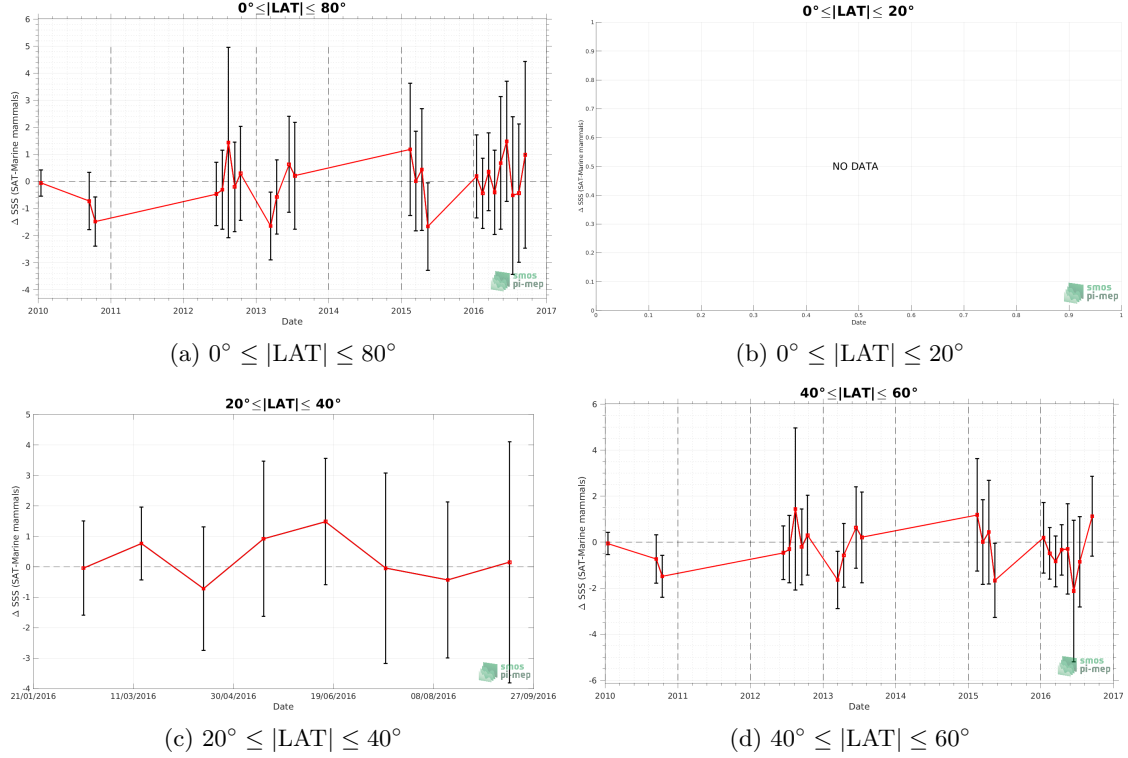 0°≤|LAT|≤ 80°
6
5
4
3
2
1
0
-1
-2
-3
-4
Δ SSS (SAT-Marine mammals)
2010 2011 2012 2013 2014 2015 2016 2017
Date
smos
pi-mep
(a) 0° ≤ |LAT| ≤ 80°
0°≤|LAT|≤ 20°
1
0.9
0.8
0.7
0.6
0.5
0.4
0.3
0.2
0.1
0
Δ SSS (SAT-Marine mammals)
NO DATA
0 0.1 0.2 0.3 0.4 0.5 0.6 0.7 0.8 0.9 1
Date
smos
pi-mep
(b) 0° ≤ |LAT| ≤ 20°
20°≤|LAT|≤ 40°
5
4
3
2
1
0
-1
-2
-3
-4
Δ SSS (SAT-Marine mammals)
21/01/2016 11/03/2016 30/04/2016 19/06/2016 08/08/2016 27/09/2016
Date
smos
pi-mep
(c) 20° ≤ |LAT| ≤ 40°
40°≤|LAT|≤ 60°
6
4
2
0
-2
-4
-6
Δ SSS (SAT-Marine mammals)
2010 2011 2012 2013 2014 2015 2016 2017
Date
smos
pi-mep
(d) 40° ≤ |LAT| ≤ 60°